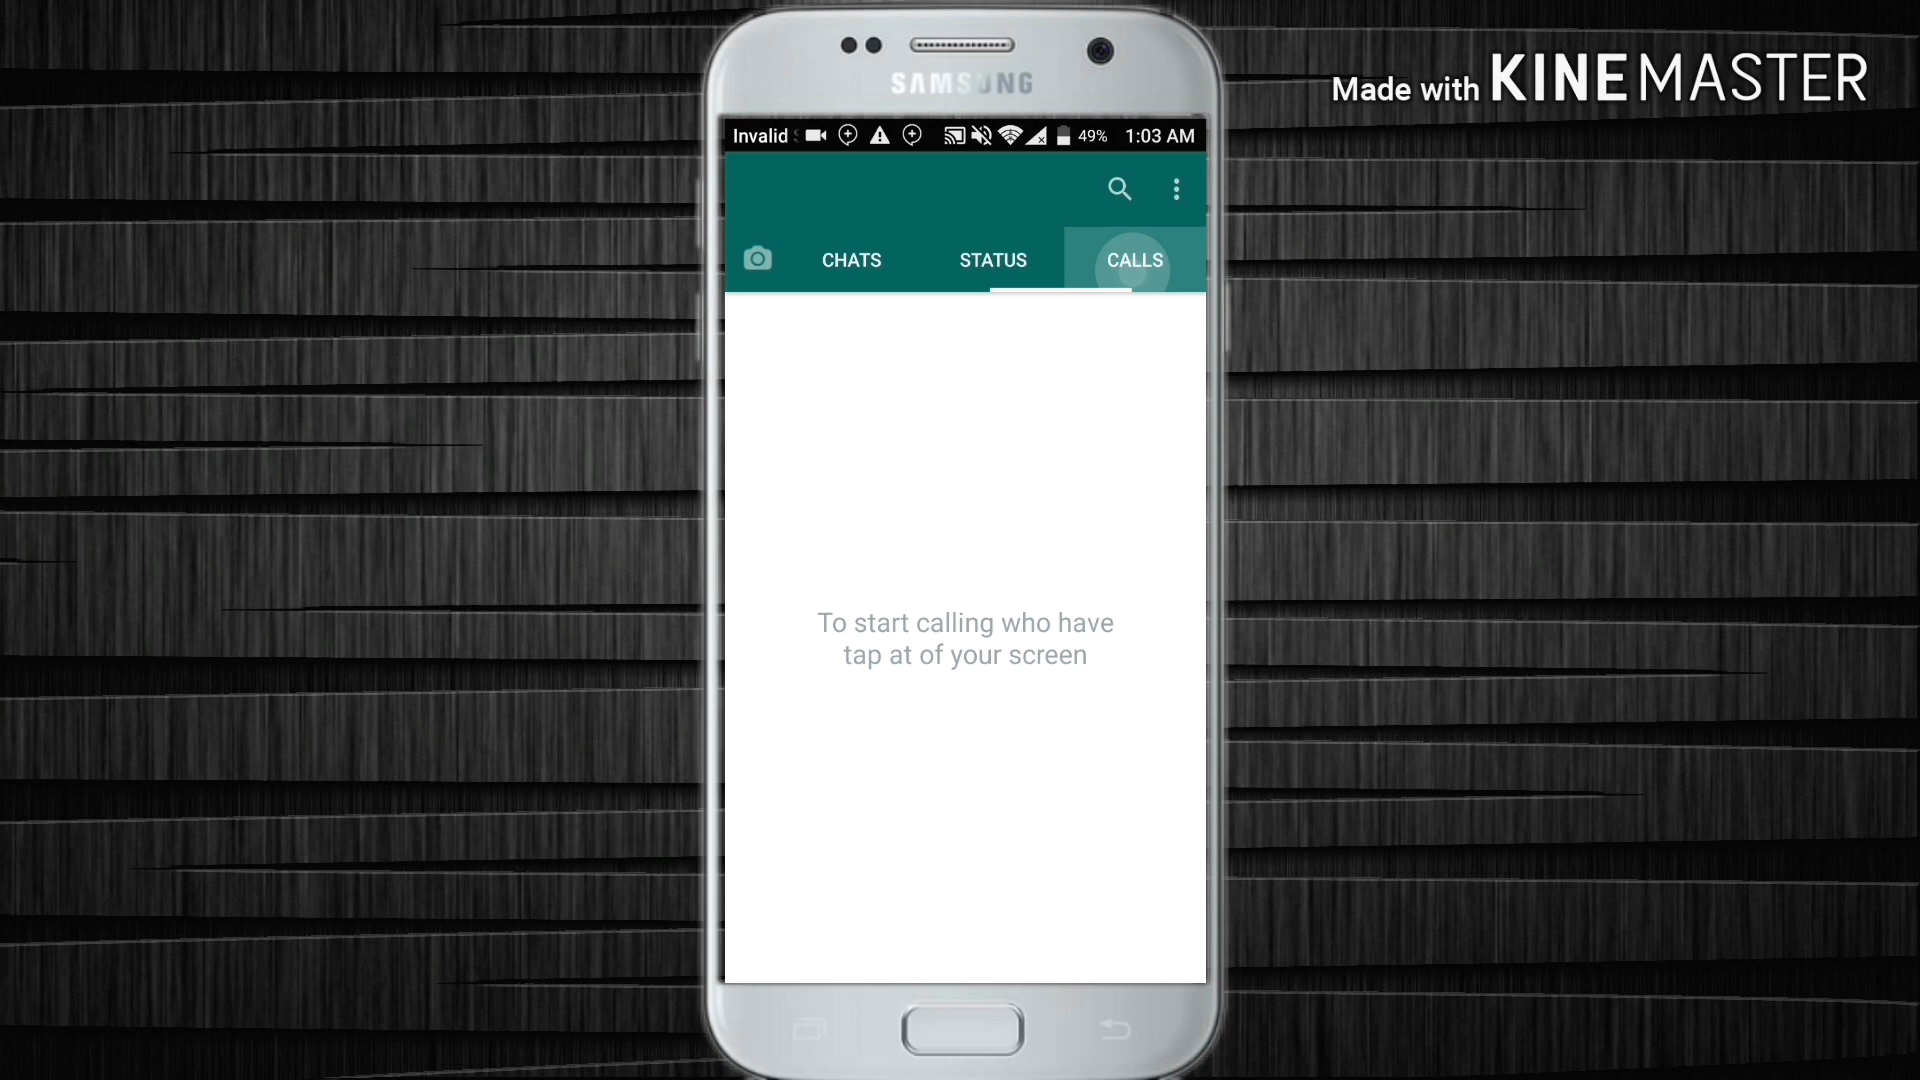 Made with KINEMASTER
SAMSUNG
Invalid 49% 1:03 AM
CHATS STATUS CALLS
To start calling who have
tap at of your screen